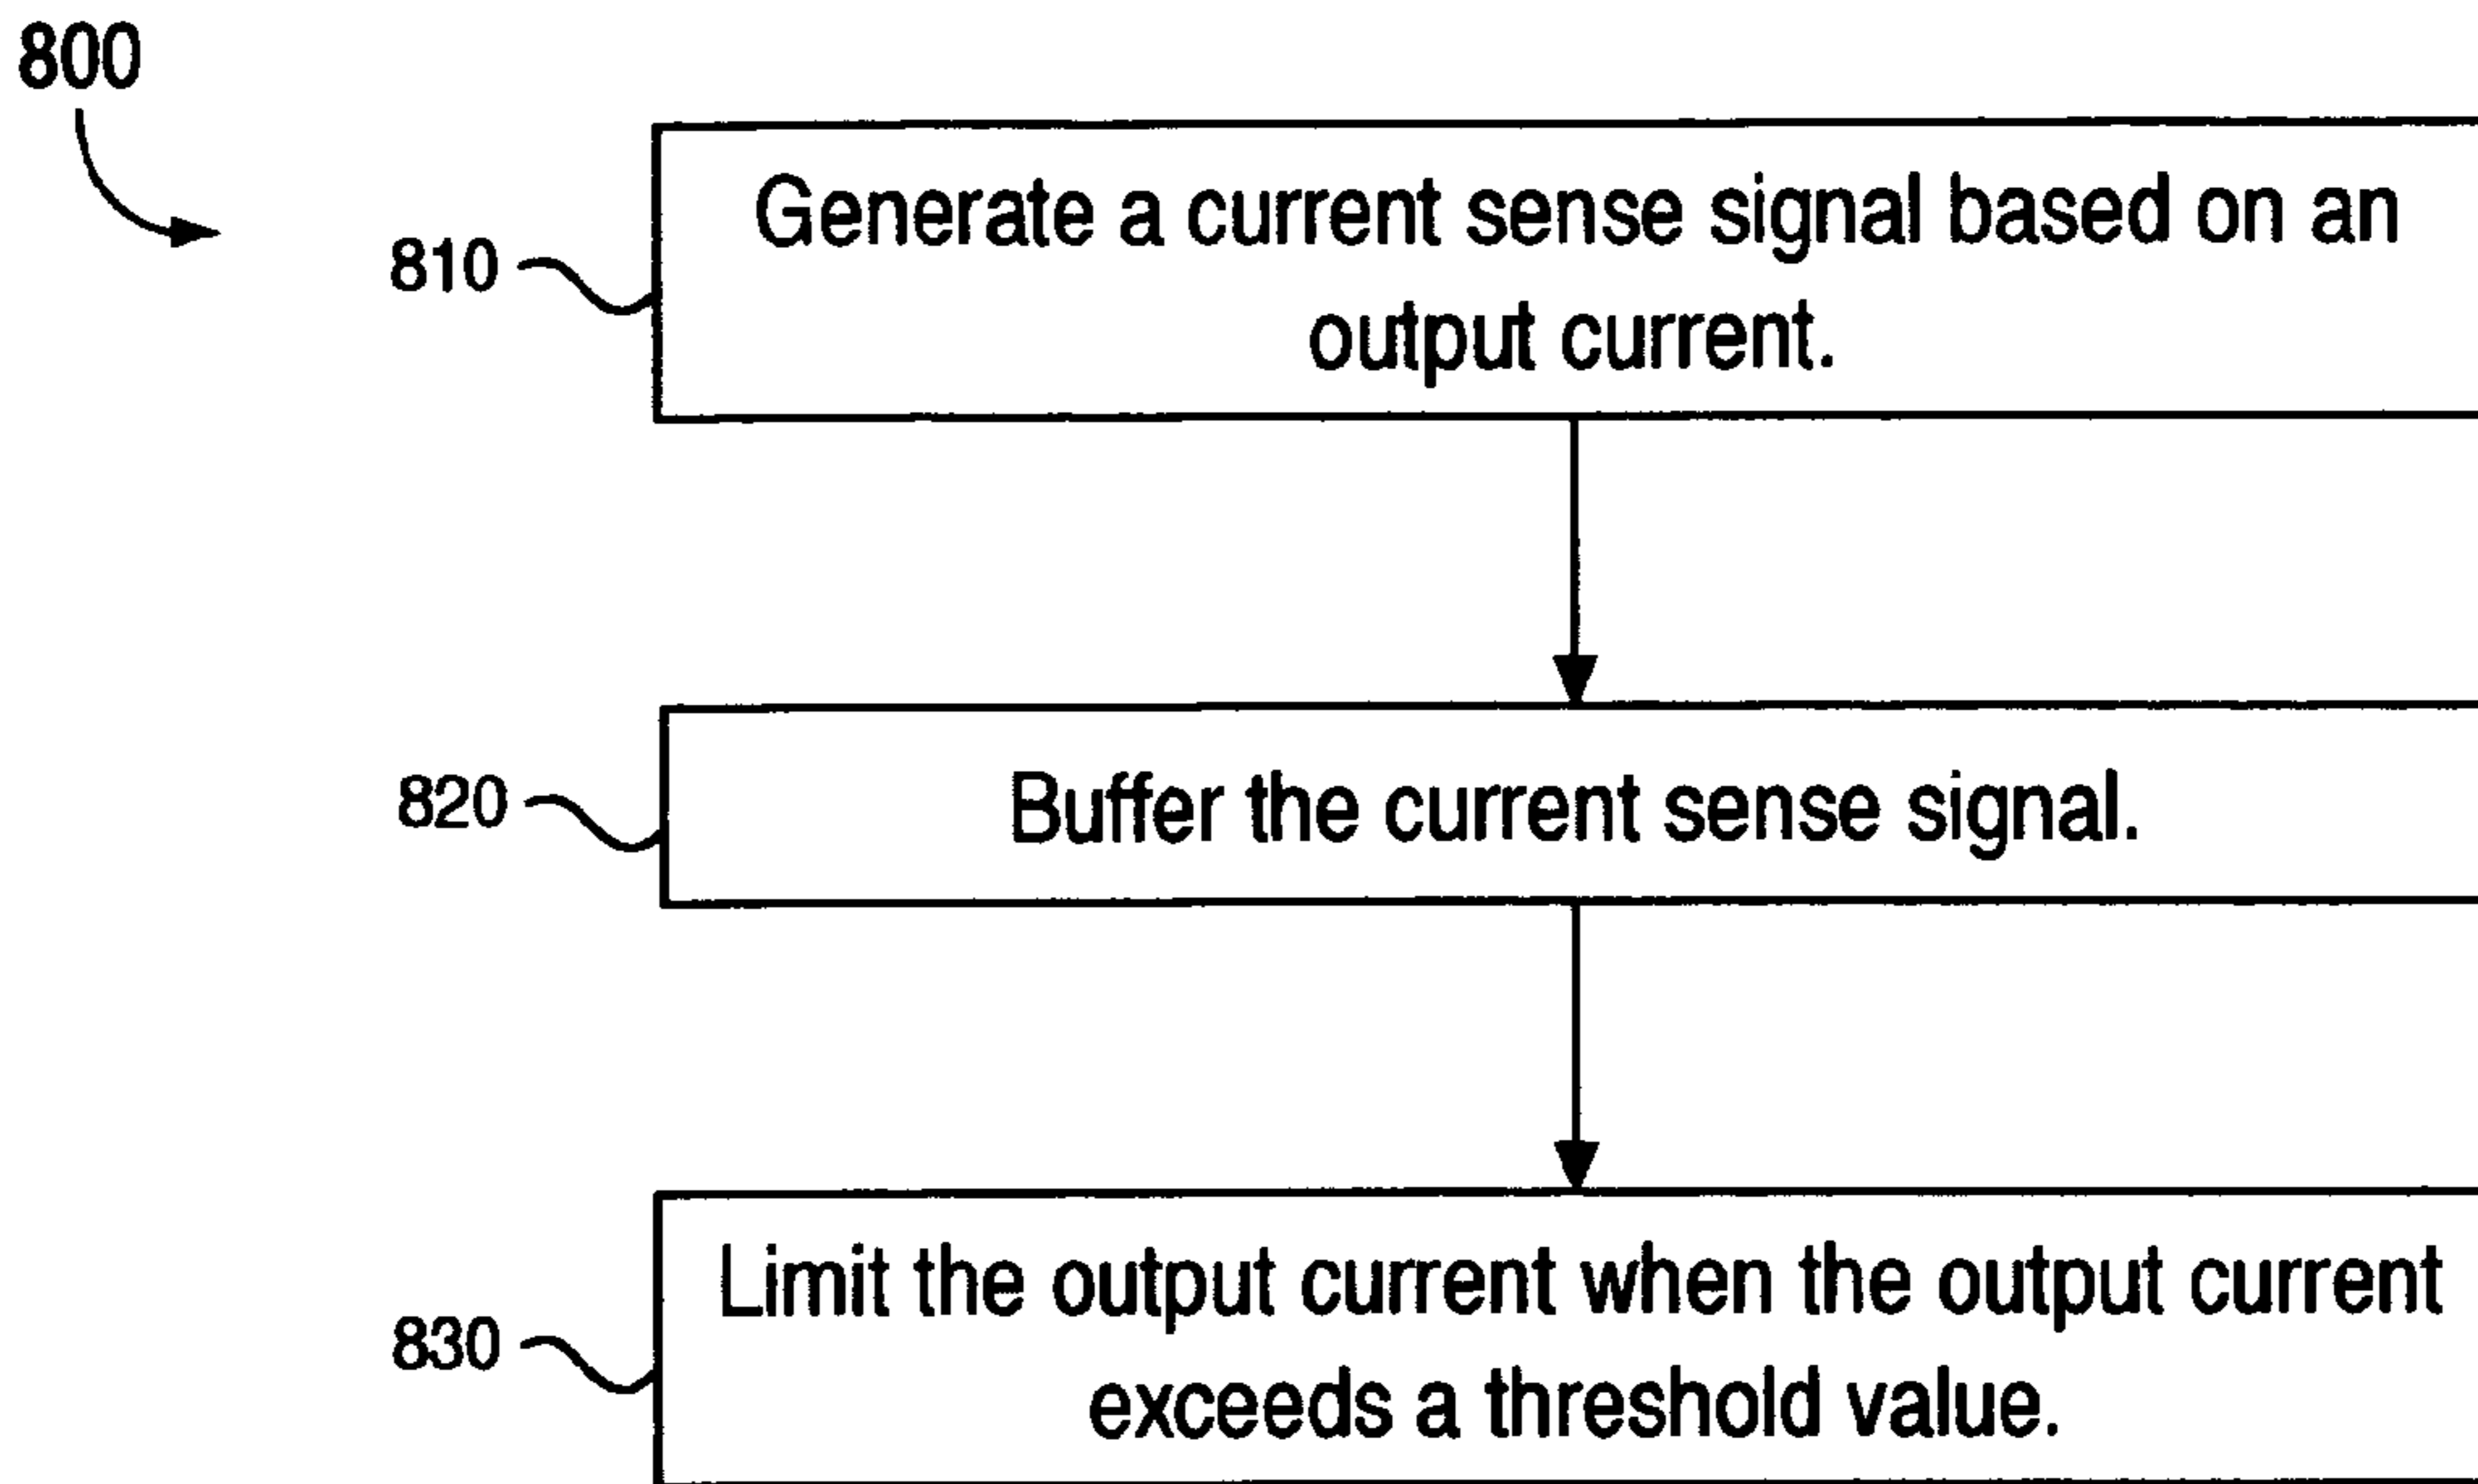 800
810
Generate a current sense signal based on an
output current.
820
Buffer the current sense signal.
830
Limit the output current when the output current
exceeds a threshold value.